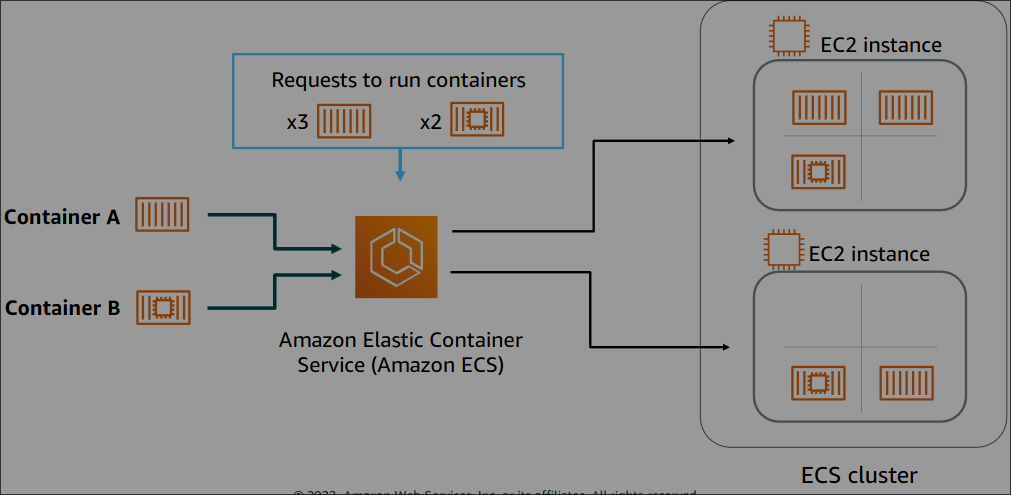 EC2 instance
Requests to run containers
x3
x2
Container A
EC2 instance
Container B
Amazon Elastic Container
Service (Amazon ECS)
ECS cluster
© 2022, Amazon Web Services, Inc. or its affiliates. All rights reserved.